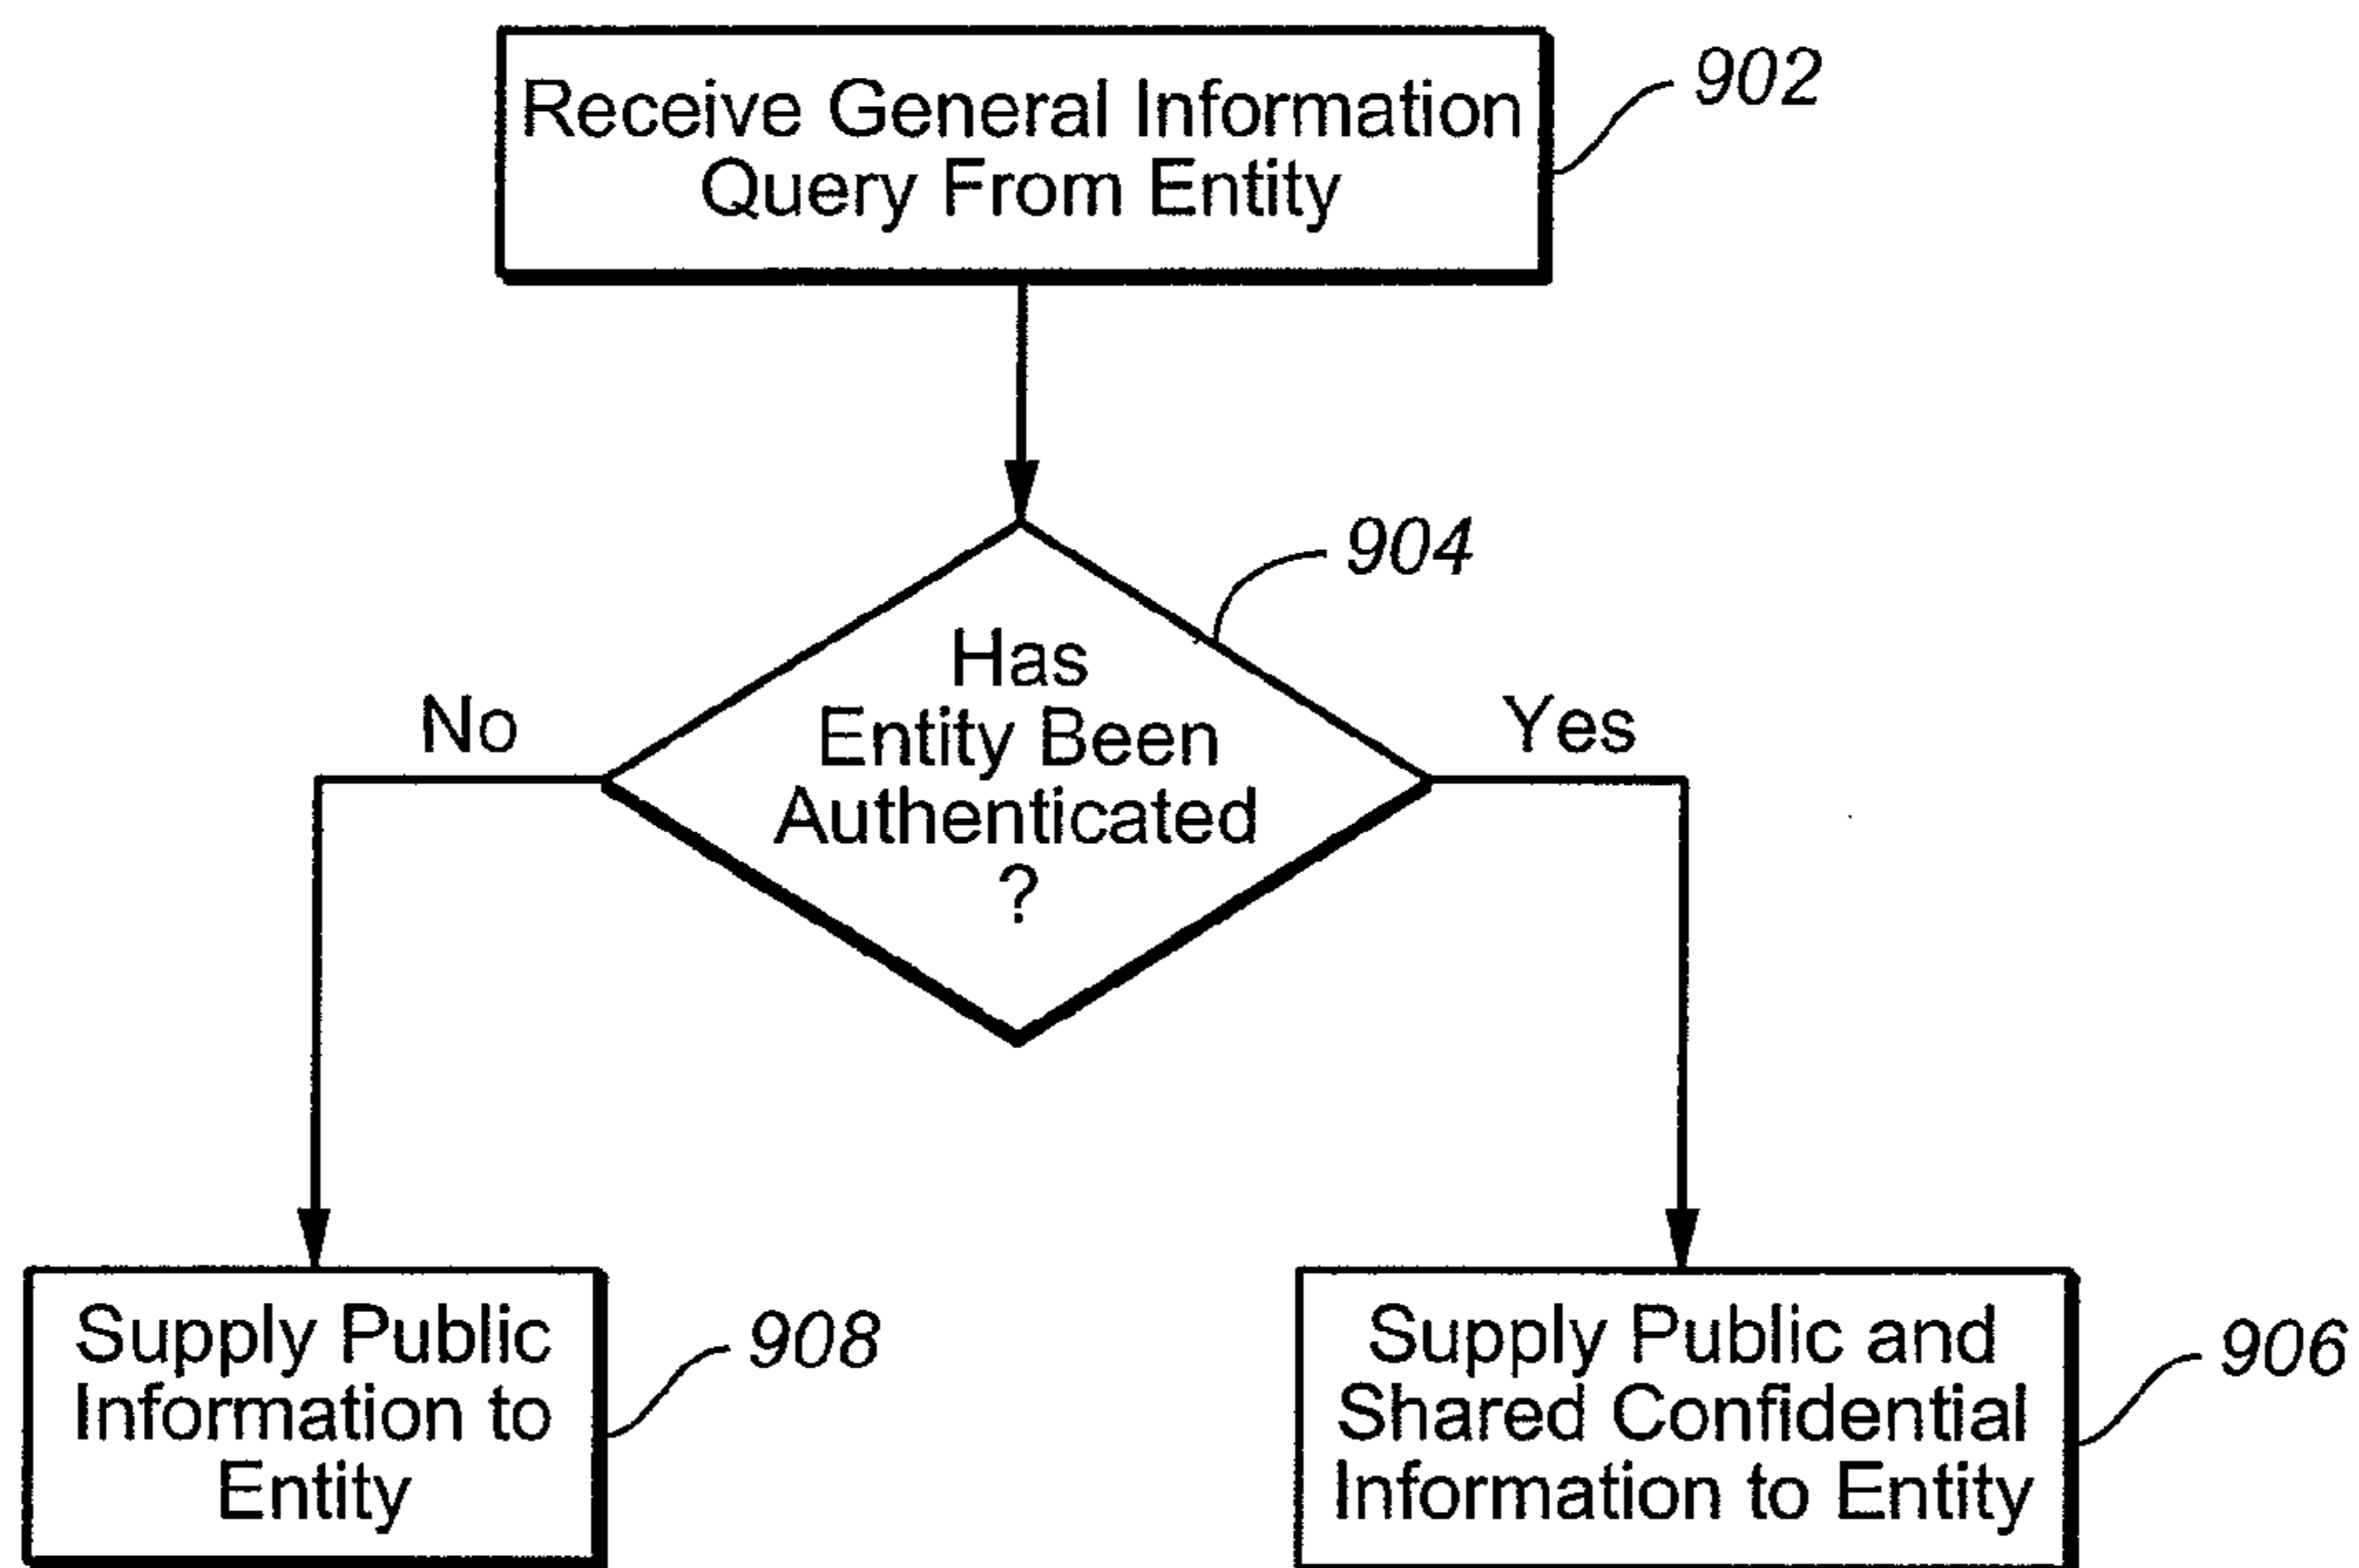 Receive General Information
Query From Entity
902
904
Has
Entity Been
Authenticated
?
No
Yes
Supply Public
Information to
Entity
908
Supply Public and
Shared Confidential
Information to Entity
906